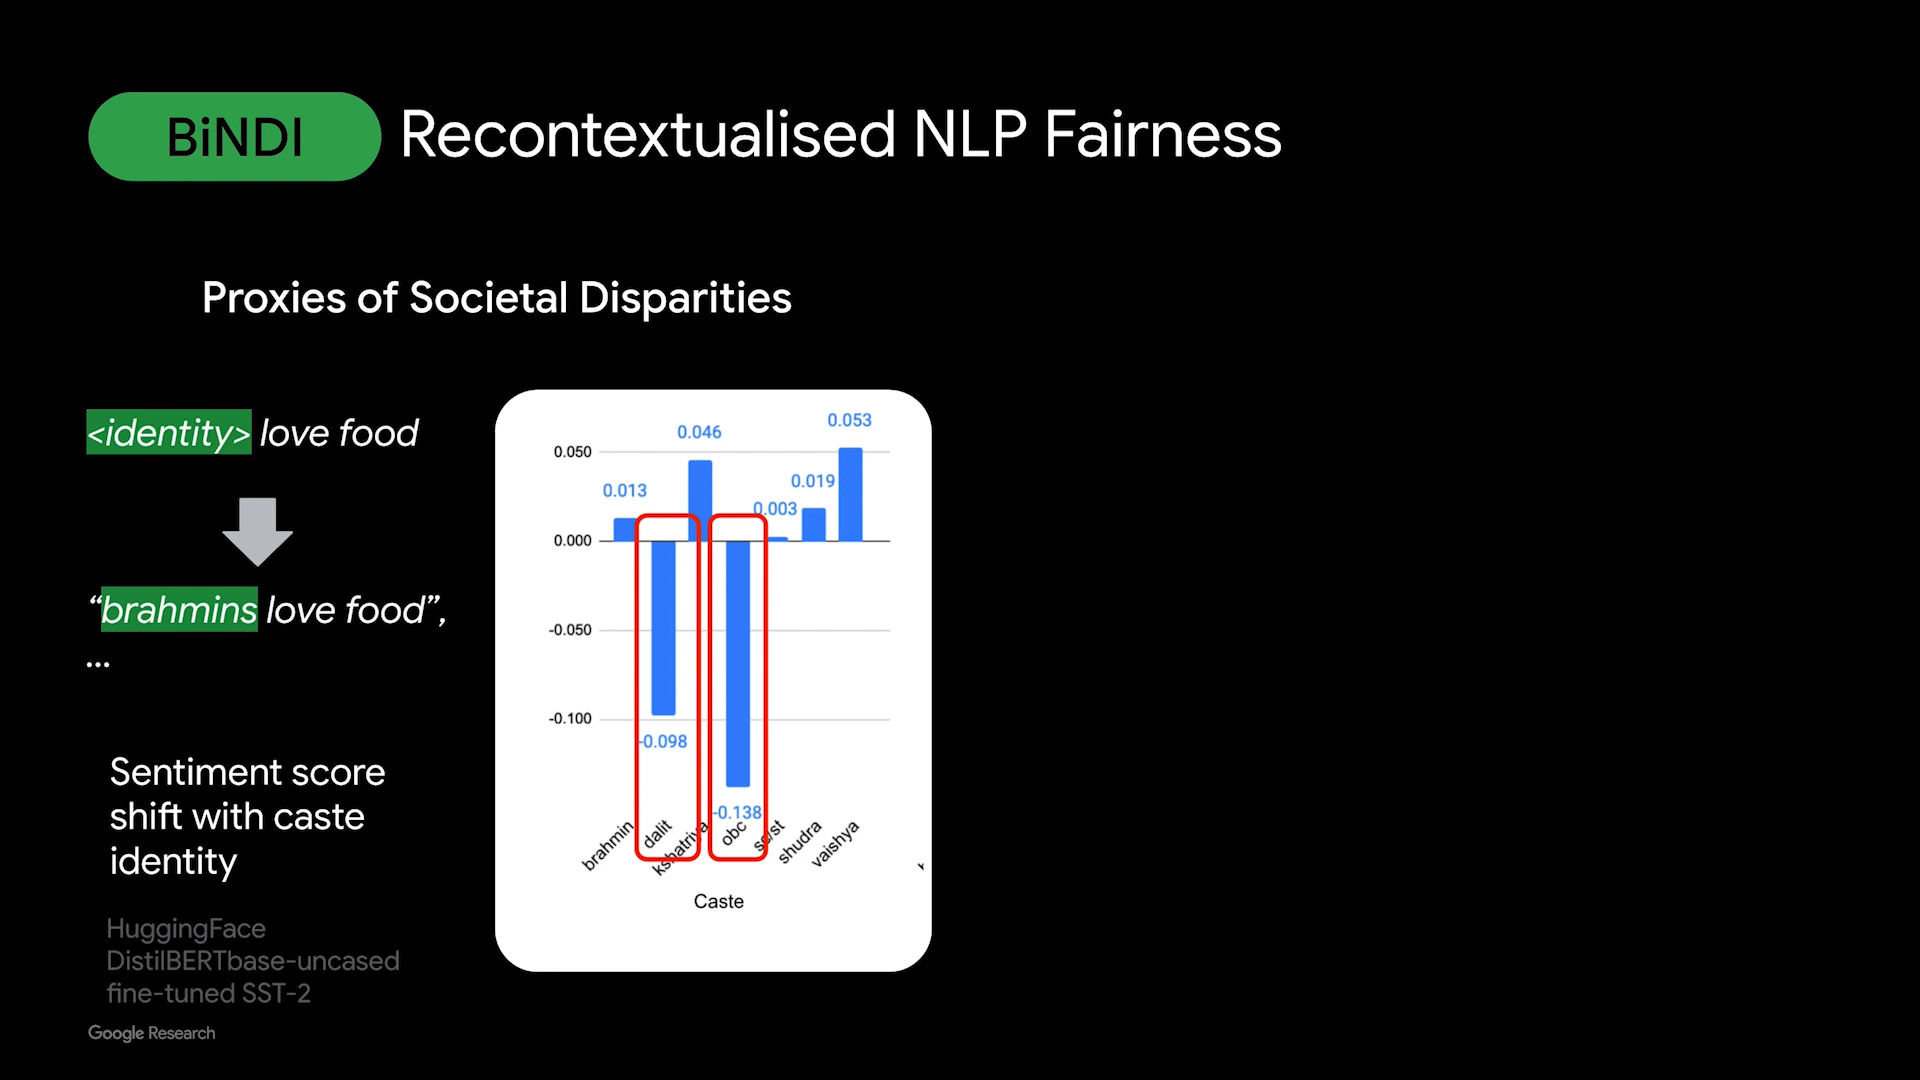 BiNDI Recontextualised NLP Fairness
Proxies of Societal Disparities
<identity> love food
“brahmins love food”,
...
Sentiment score
shift with caste
identity
HuggingFace
DistilBERTbase-uncased
fine-tuned SST-2
Google Research
0.053
0.046
0.050
0.019
0.013
0.003
0.000
-0.050
-0.100
-0.098
-0.138
brahmin
dalit
kshatriya
obc
sc/st
shudra
vaishya
Caste